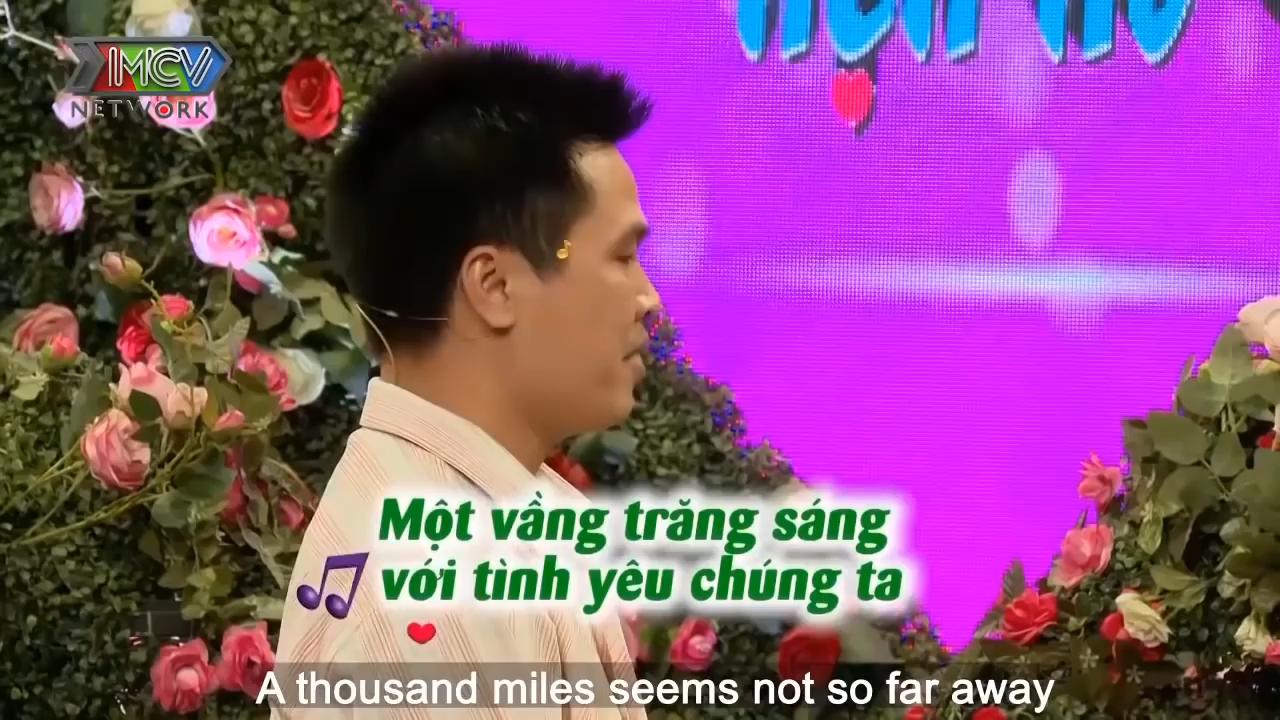 MCV
NETWORK
Một vầng trăng sáng
với tình yêu chúng ta
A thousand miles seems not so far away